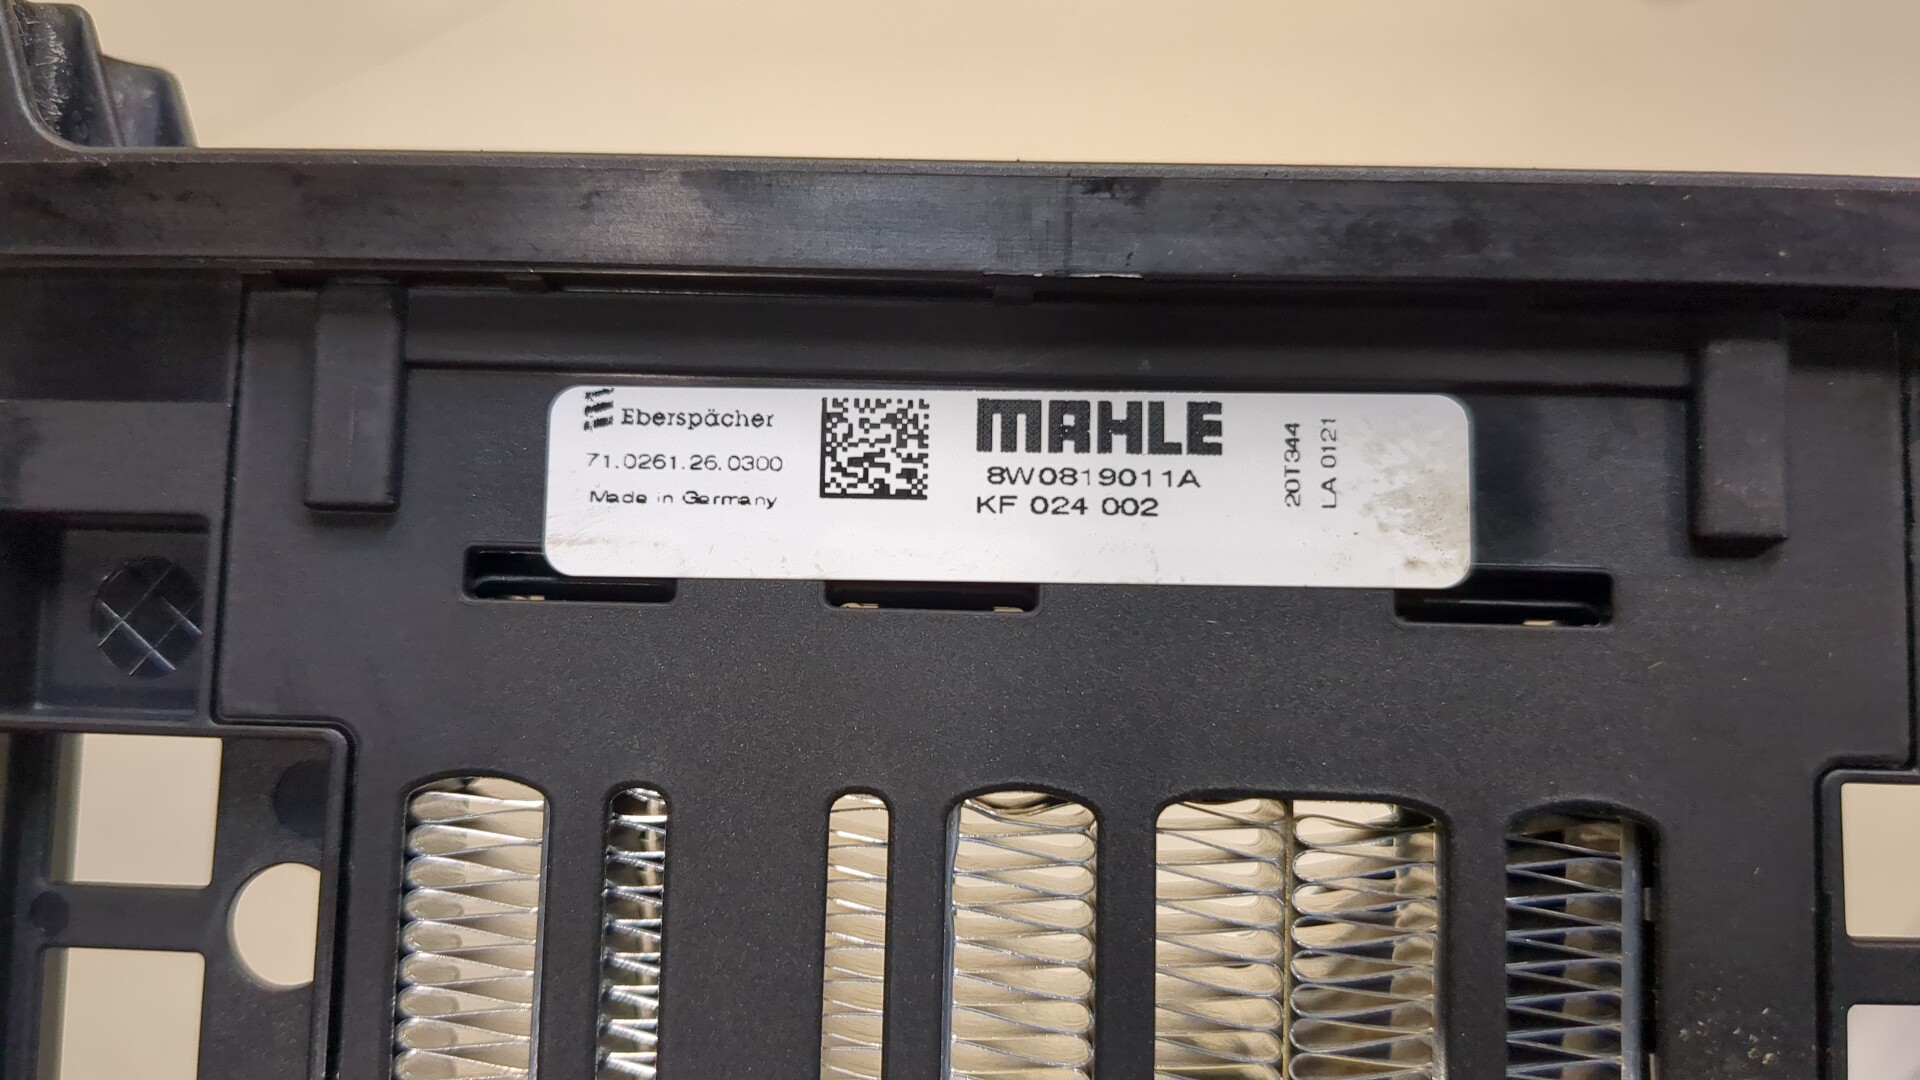 Eberspächer
71.0261.26.0300
Made in Germany
MAHLE
8W0819011A
KF 024 002
20T344
LA 0121